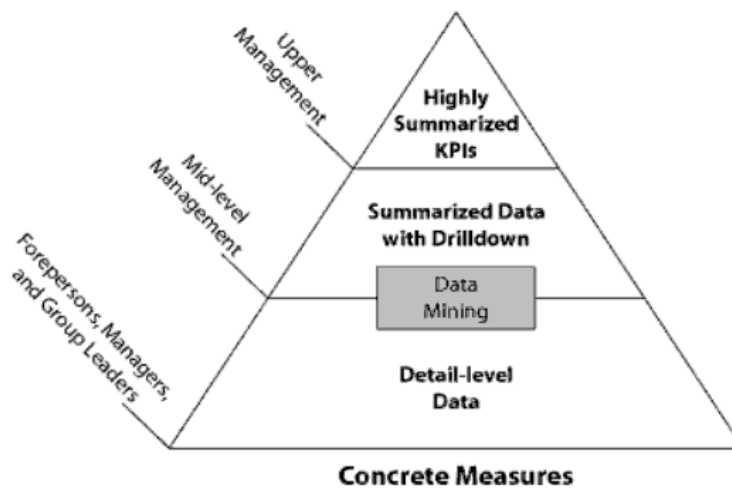 Upper
Management
Highly
Summarized
KPIs
Mid-level
Management
Summarized Data
with Drilldown
Data
Mining
Forepersons, Managers,
and Group Leaders
Detail-level
Data
Concrete Measures